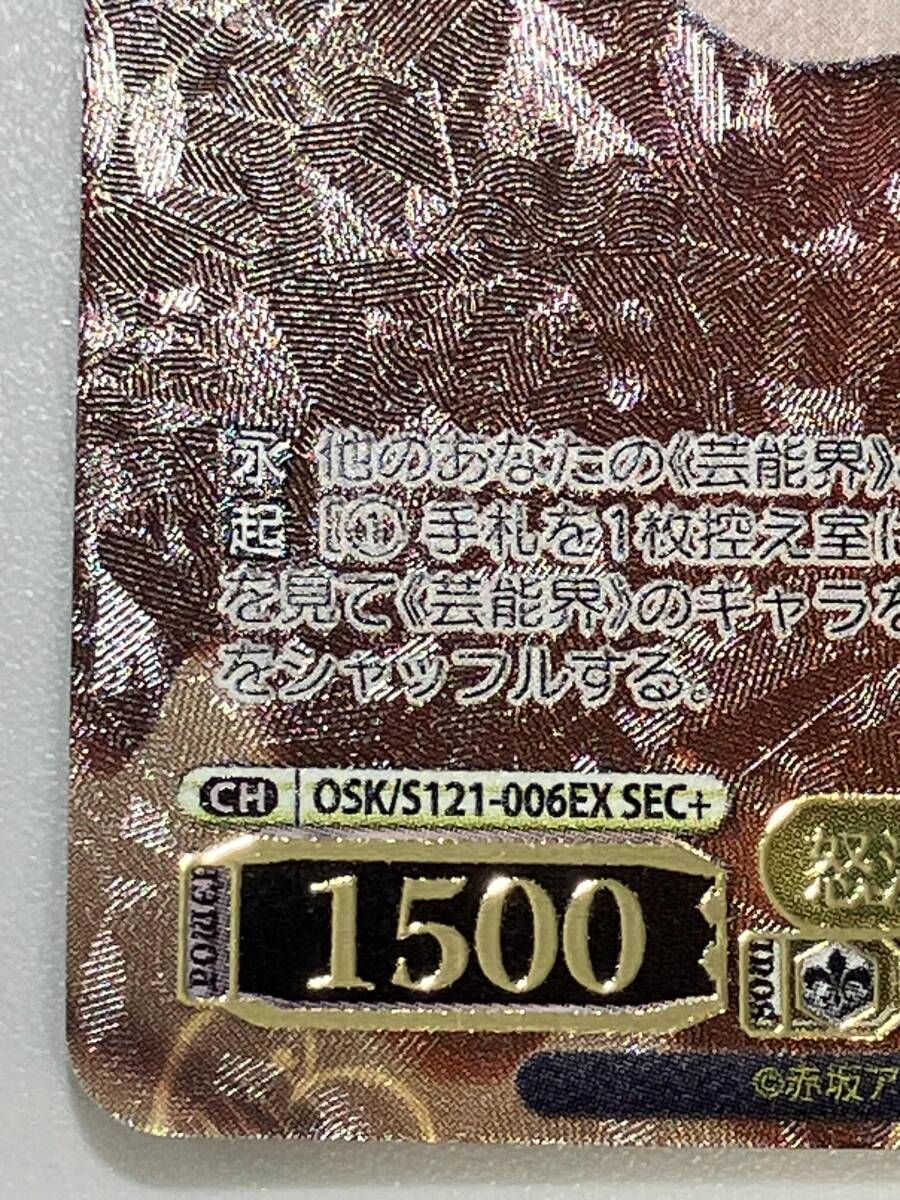 永 他のあなたの《芸能界》
起 [① 手札を1枚控え室に
を見て《芸能界》のキャラを
をシャッフルする。
CH OSK/S121-006EX SEC+
怒
POWER 1500
SOUL
©赤坂ア